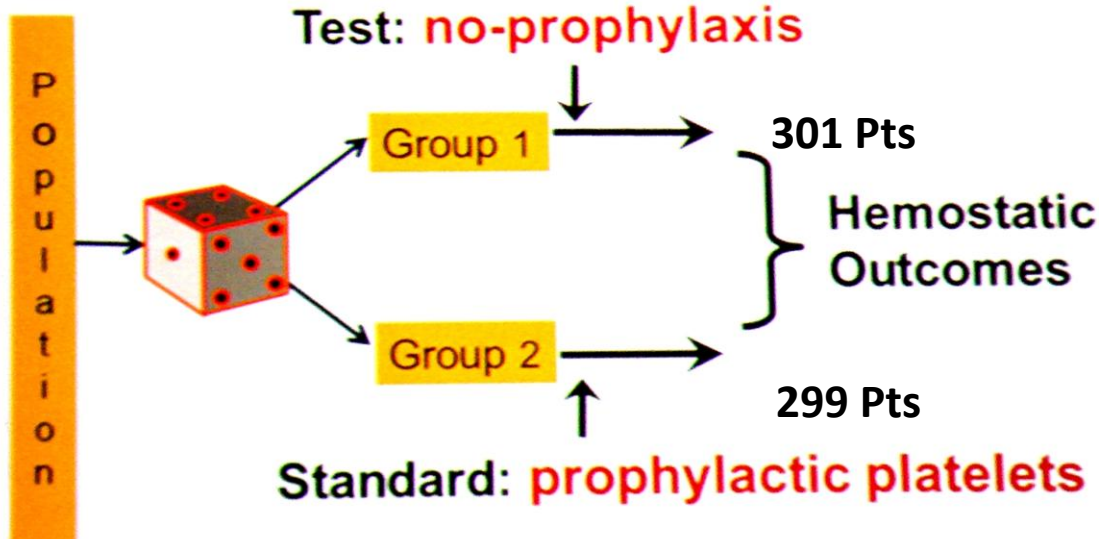 Population
Test: no-prophylaxis
Group 1
301 Pts
Hemostatic
Outcomes
Group 2
299 Pts
Standard: prophylactic platelets